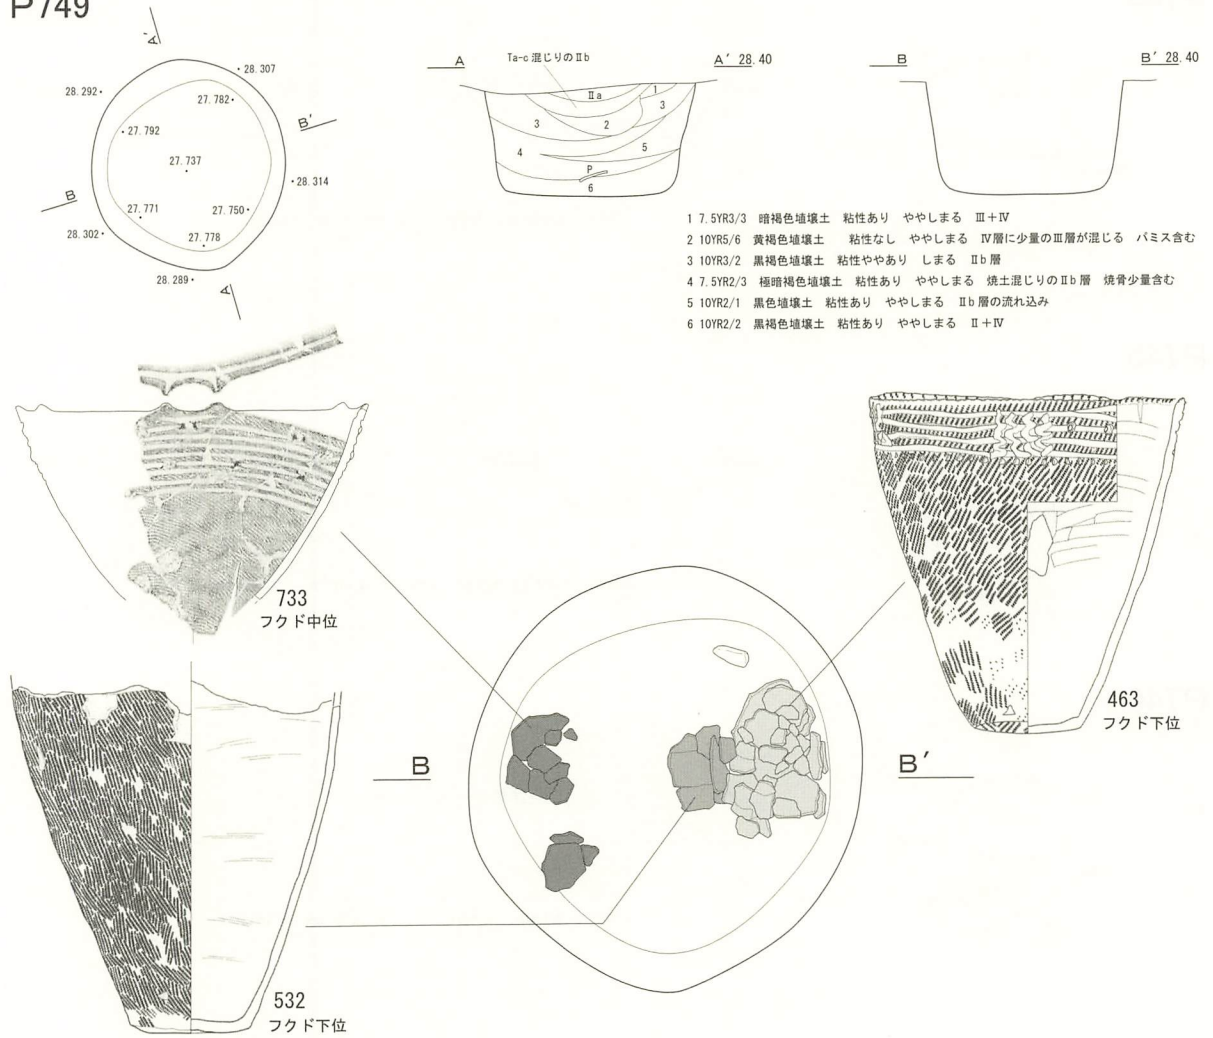 P749
A'
28.307
28.292
27.782
27.792
B'
27.737
28.314
B
27.771
27.750
28.302
27.778
28.289
A
A
Ta-c 混じりのⅡb
A' 28.40
Ⅱa
1
3
3
2
4
5
P
6
B
B' 28.40
1 7.5YR3/3 暗褐色埴壌土 粘性あり ややしまる Ⅲ+Ⅳ
2 10YR5/6 黄褐色埴壌土 粘性なし ややしまる Ⅳ層に少量のⅢ層が混じる パミス含む
3 10YR3/2 黒褐色埴壌土 粘性ややあり しまる Ⅱb層
4 7.5YR2/3 極暗褐色埴壌土 粘性あり ややしまる 焼土混じりのⅡb層 焼骨少量含む
5 10YR2/1 黒色埴壌土 粘性あり ややしまる Ⅱb層の流れ込み
6 10YR2/2 黒褐色埴壌土 粘性あり ややしまる Ⅱ+Ⅳ
733
フクド中位
463
フクド下位
B
B'
532
フクド下位